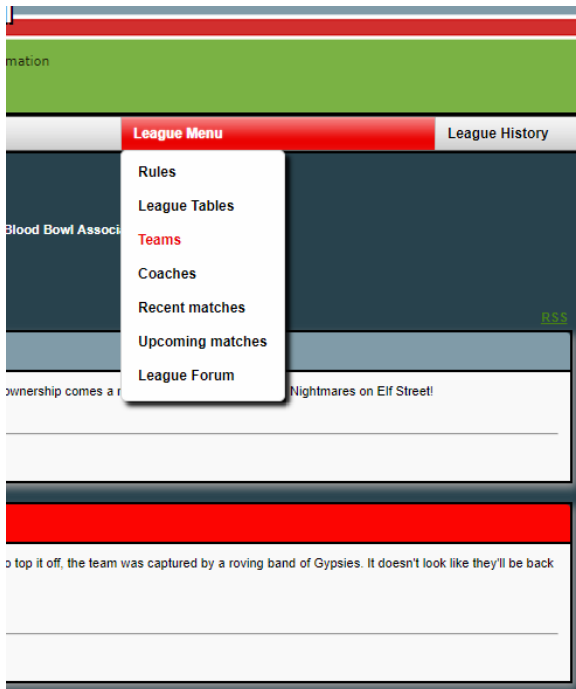 mation
League Menu League History
Rules
League Tables
Blood Bowl Associ
Teams
Coaches
Recent matches
RSS
Upcoming matches
League Forum
ownership comes a Nightmares on Elf Street!
o top it off, the team was captured by a roving band of Gypsies. It doesn't look like they'll be back